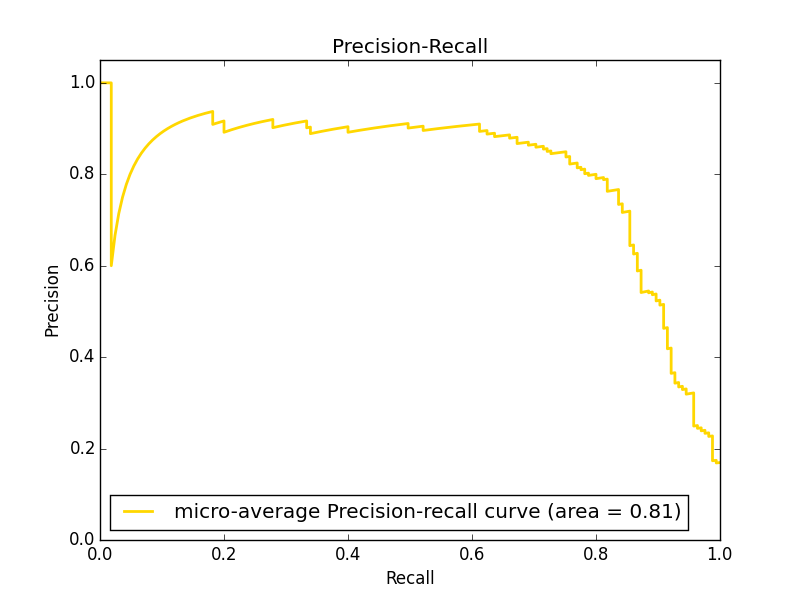 Precision-Recall
Precision
1.0
0.8
0.6
0.4
0.2
0.0
micro-average Precision-recall curve (area = 0.81)
0.0 0.2 0.4 0.6 0.8 1.0
Recall